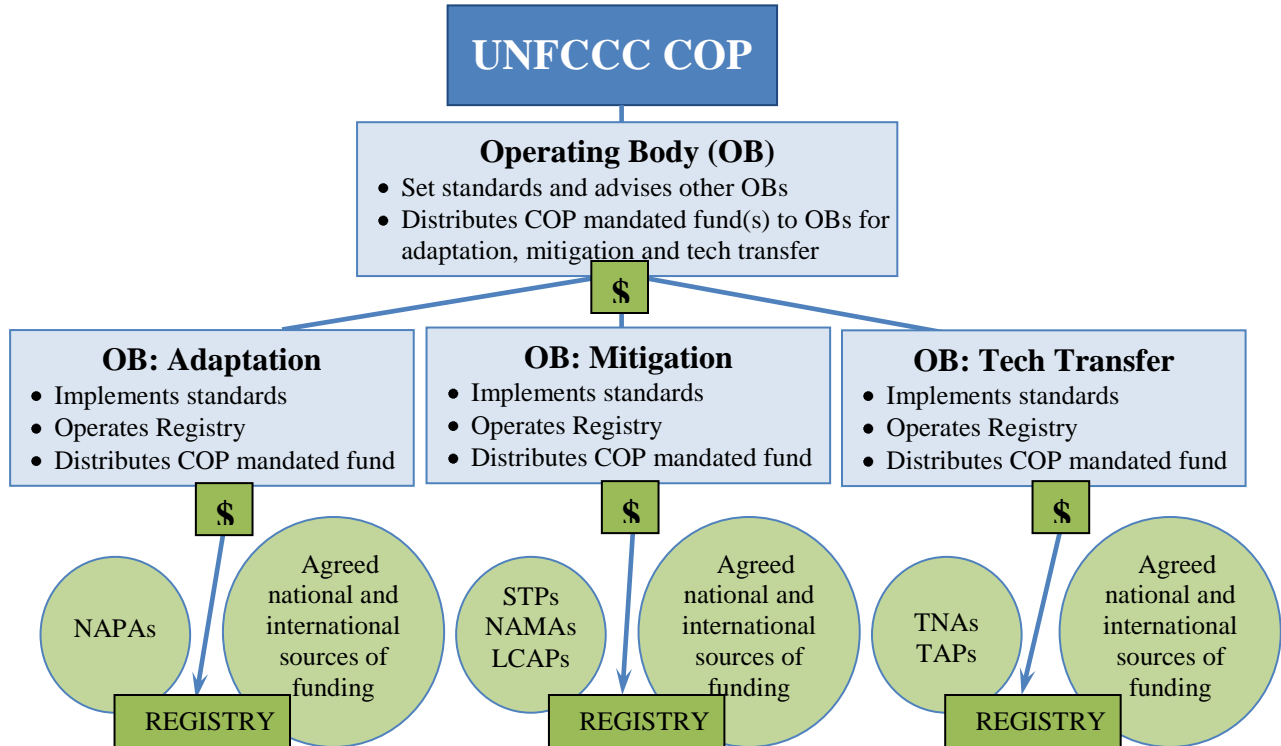 UNFCCC COP
Operating Body (OB)
• Set standards and advises other OBs
• Distributes COP mandated fund(s) to OBs for
adaptation, mitigation and tech transfer
$
OB: Adaptation
• Implements standards
• Operates Registry
• Distributes COP mandated fund
$
NAPAs
Agreed
national and
international
sources of
funding
REGISTRY
OB: Mitigation
• Implements standards
• Operates Registry
• Distributes COP mandated fund
$
STPs
NAMAs
LCAPs
Agreed
national and
international
sources of
funding
REGISTRY
OB: Tech Transfer
• Implements standards
• Operates Registry
• Distributes COP mandated fund
$
TNAs
TAPs
Agreed
national and
international
sources of
funding
REGISTRY